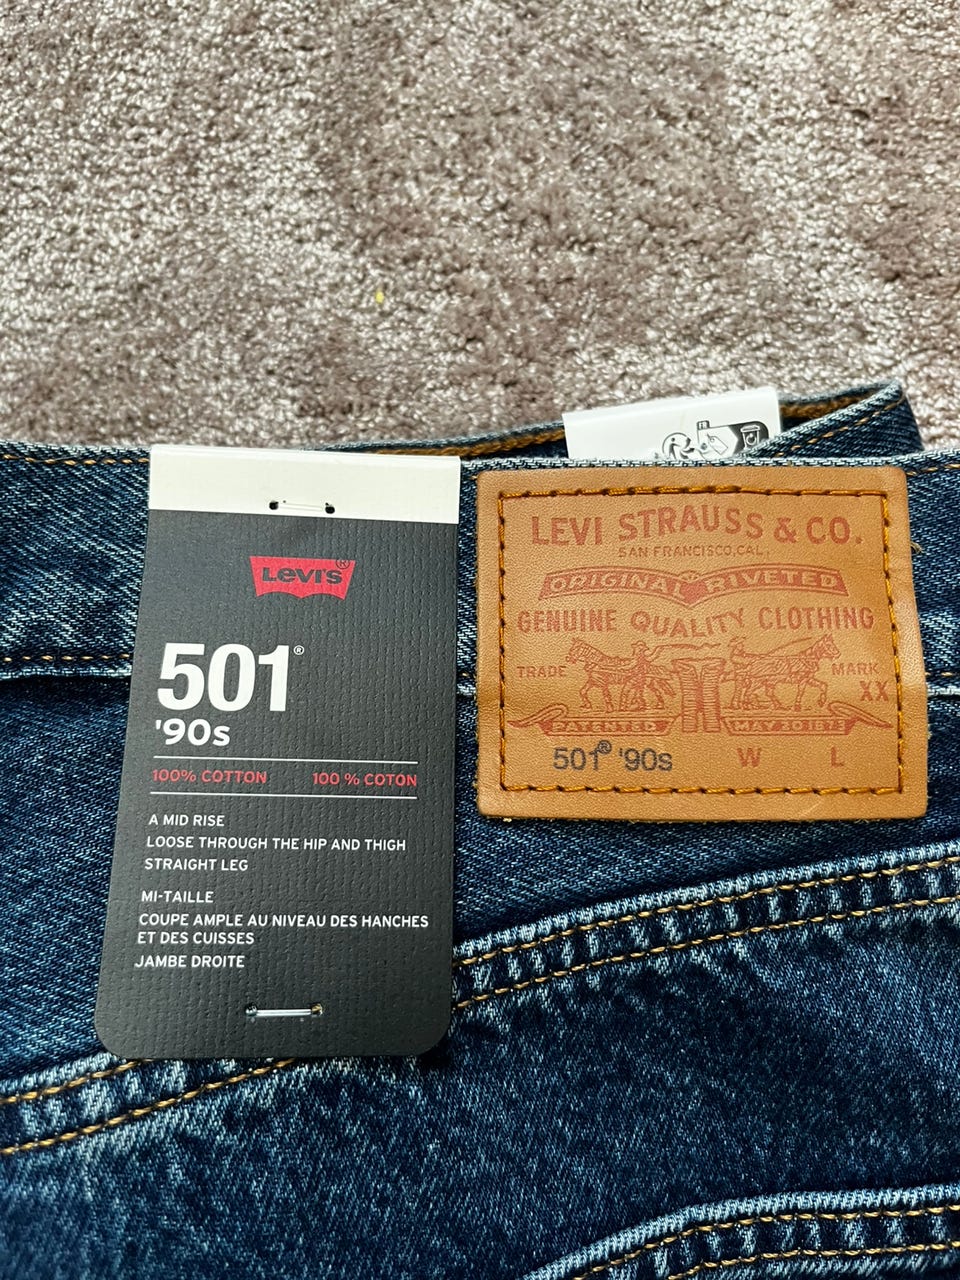 Levi's®
501®
'90s
100% COTTON 100 % COTON
A MID RISE
LOOSE THROUGH THE HIP AND THIGH
STRAIGHT LEG
MI-TAILLE
COUPE AMPLE AU NIVEAU DES HANCHES
ET DES CUISSES
JAMBE DROITE
FR
LEVI STRAUSS & CO.
SAN FRANCISCO, CAL.
ORIGINAL RIVETED
GENUINE QUALITY CLOTHING
TRADE MARK
XX
PATENTED MAY 20 1873
501® '90s W L